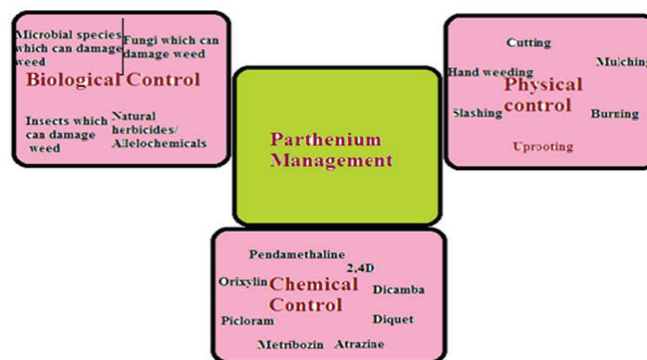 Microbial species
which can damage
weed
Fungi which can
damage weed
Biological Control
Insects which
can damage
weed
Natural
herbicides/
Allelochemicals
Parthenium
Management
Cutting
Mulching
Hand weeding
Physical
control
Slashing
Burning
Uprooting
Pendamethaline
2,4D
Orixylin
Chemical
Control
Dicamba
Picloram
Diquet
Metribozin
Atrazine